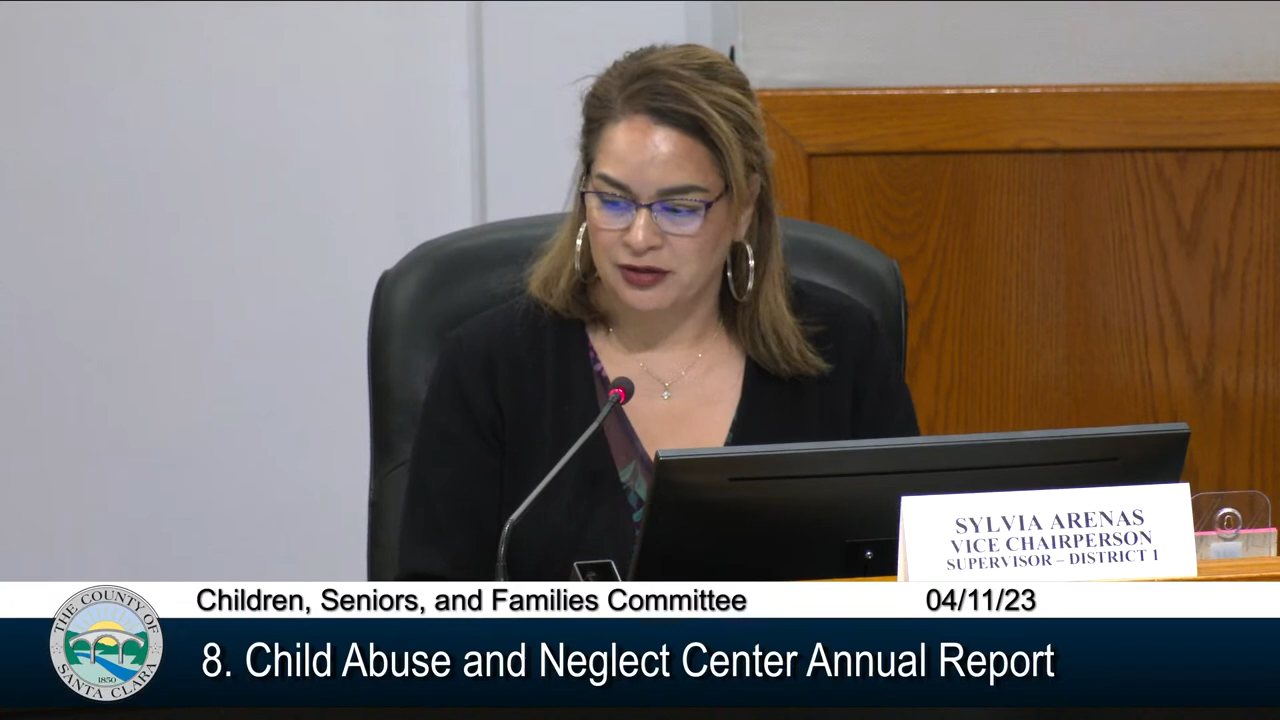 SYLVIA ARENAS
VICE CHAIRPERSON
SUPERVISOR – DISTRICT 1
Children, Seniors, and Families Committee
04/11/23
THE COUNTY OF
SANTA CLARA
1850
8. Child Abuse and Neglect Center Annual Report